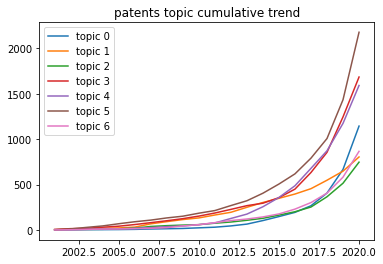 patents topic cumulative trend
topic 0
topic 1
topic 2
topic 3
topic 4
topic 5
topic 6
2000
1500
1000
500
0
2002.5 2005.0 2007.5 2010.0 2012.5 2015.0 2017.5 2020.0